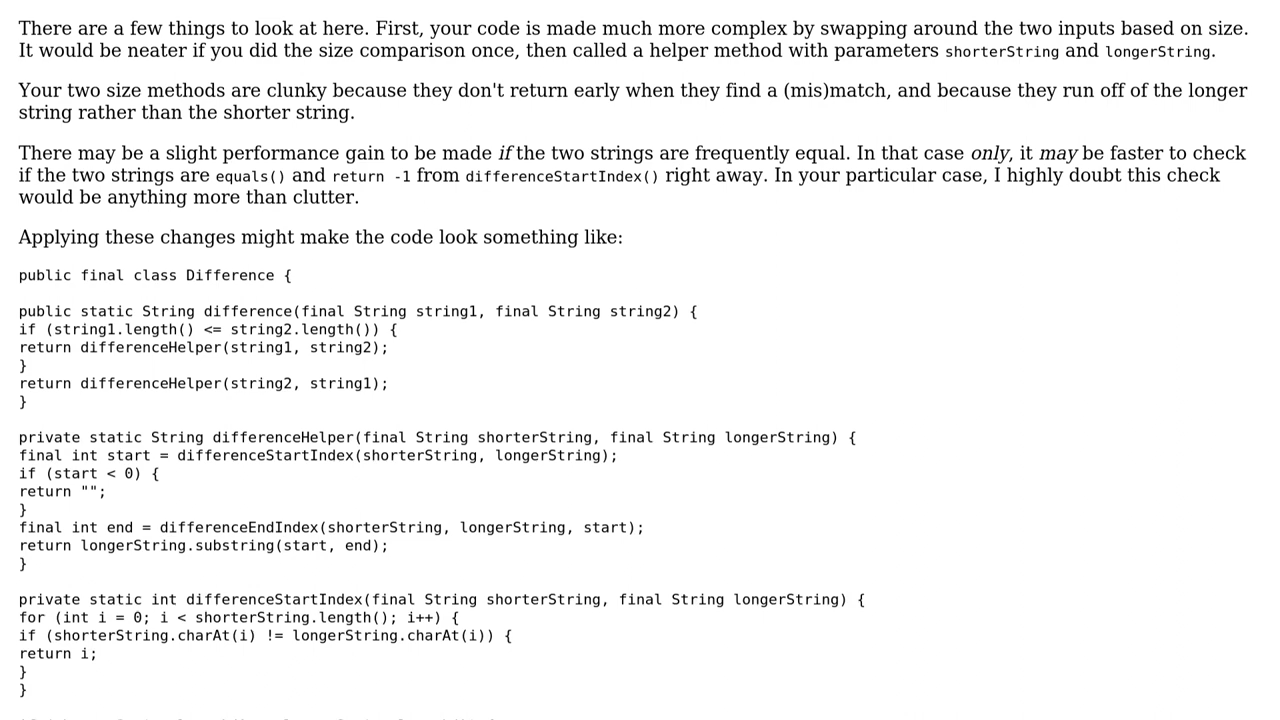 There are a few things to look at here. First, your code is made much more complex by swapping around the two inputs based on size.
It would be neater if you did the size comparison once, then called a helper method with parameters shorterString and longerString.
Your two size methods are clunky because they don't return early when they find a (mis)match, and because they run off of the longer
string rather than the shorter string.
There may be a slight performance gain to be made if the two strings are frequently equal. In that case only, it may be faster to check
if the two strings are equals() and return -1 from differenceStartIndex() right away. In your particular case, I highly doubt this check
would be anything more than clutter.
Applying these changes might make the code look something like:
public final class Difference {
public static String difference(final String string1, final String string2) {
if (string1.length() <= string2.length()) {
return differenceHelper(string1, string2);
}
return differenceHelper(string2, string1);
}
private static String differenceHelper(final String shorterString, final String longerString) {
final int start = differenceStartIndex(shorterString, longerString);
if (start < 0) {
return "";
}
final int end = differenceEndIndex(shorterString, longerString, start);
return longerString.substring(start, end);
}
private static int differenceStartIndex(final String shorterString, final String longerString) {
for (int i = 0; i < shorterString.length(); i++) {
if (shorterString.charAt(i) != longerString.charAt(i)) {
return i;
}
}